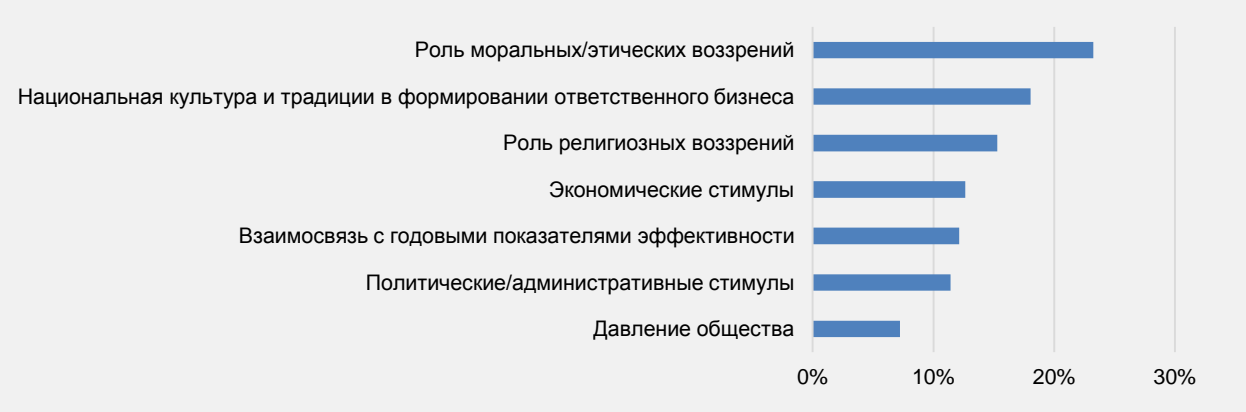 Роль моральных/этических воззрений
Национальная культура и традиции в формировании ответственного бизнеса
Роль религиозных воззрений
Экономические стимулы
Взаимосвязь с годовыми показателями эффективности
Политические/административные стимулы
Давление общества
0% 10% 20% 30%